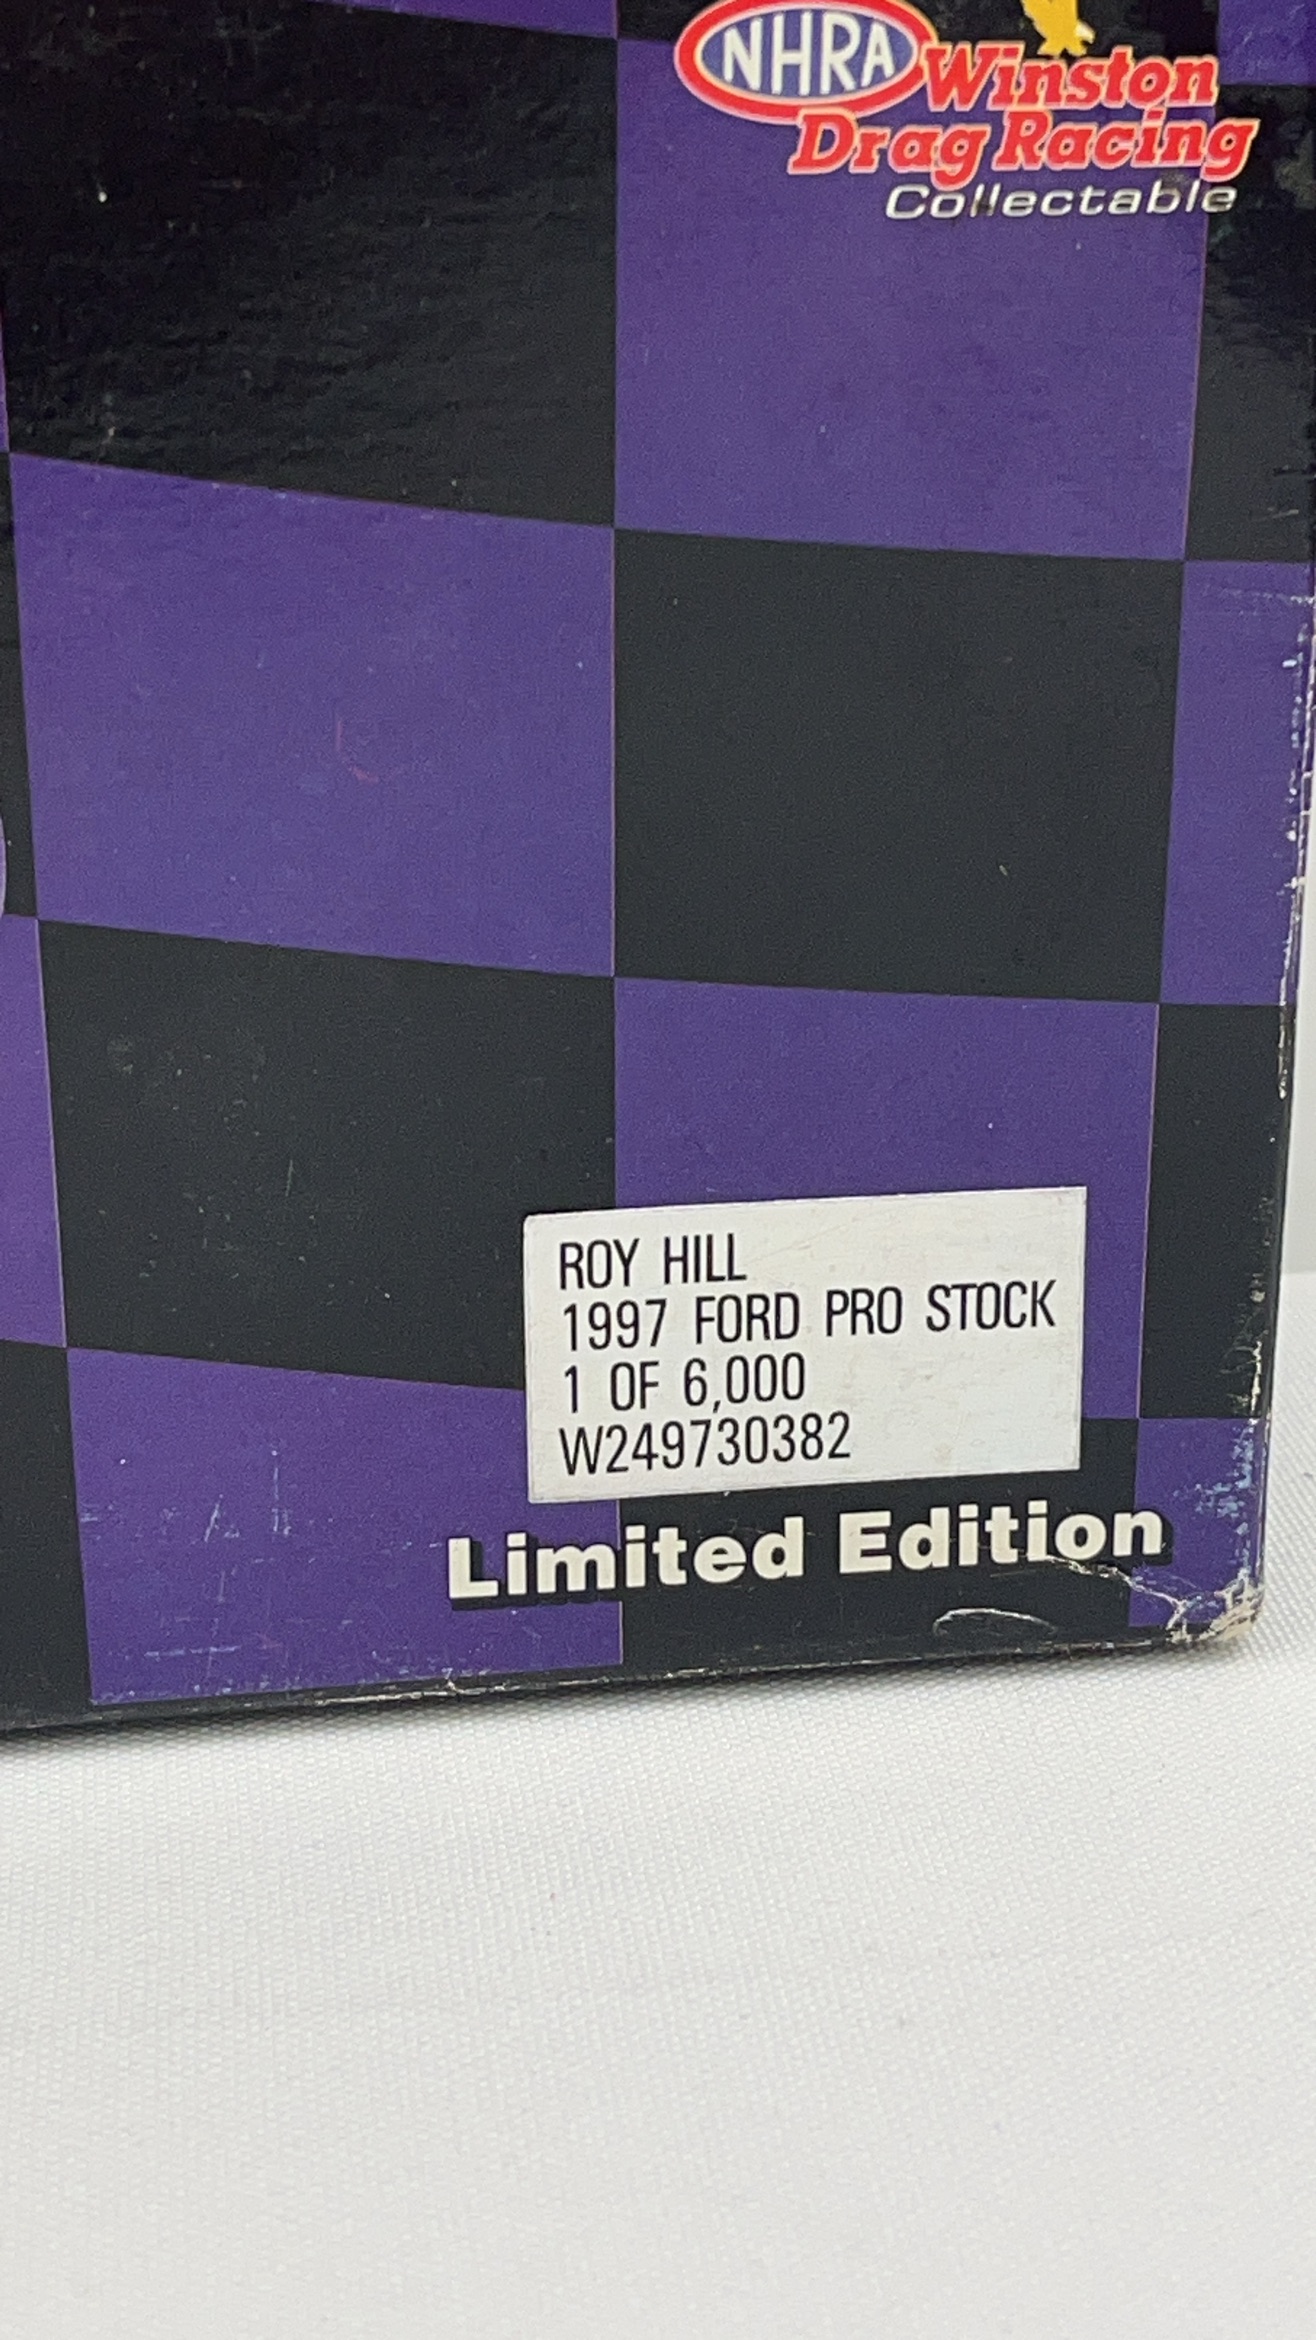 NHRA Winston
Drag Racing
Collectable
ROY HILL
1997 FORD PRO STOCK
1 OF 6,000
W249730382
Limited Edition